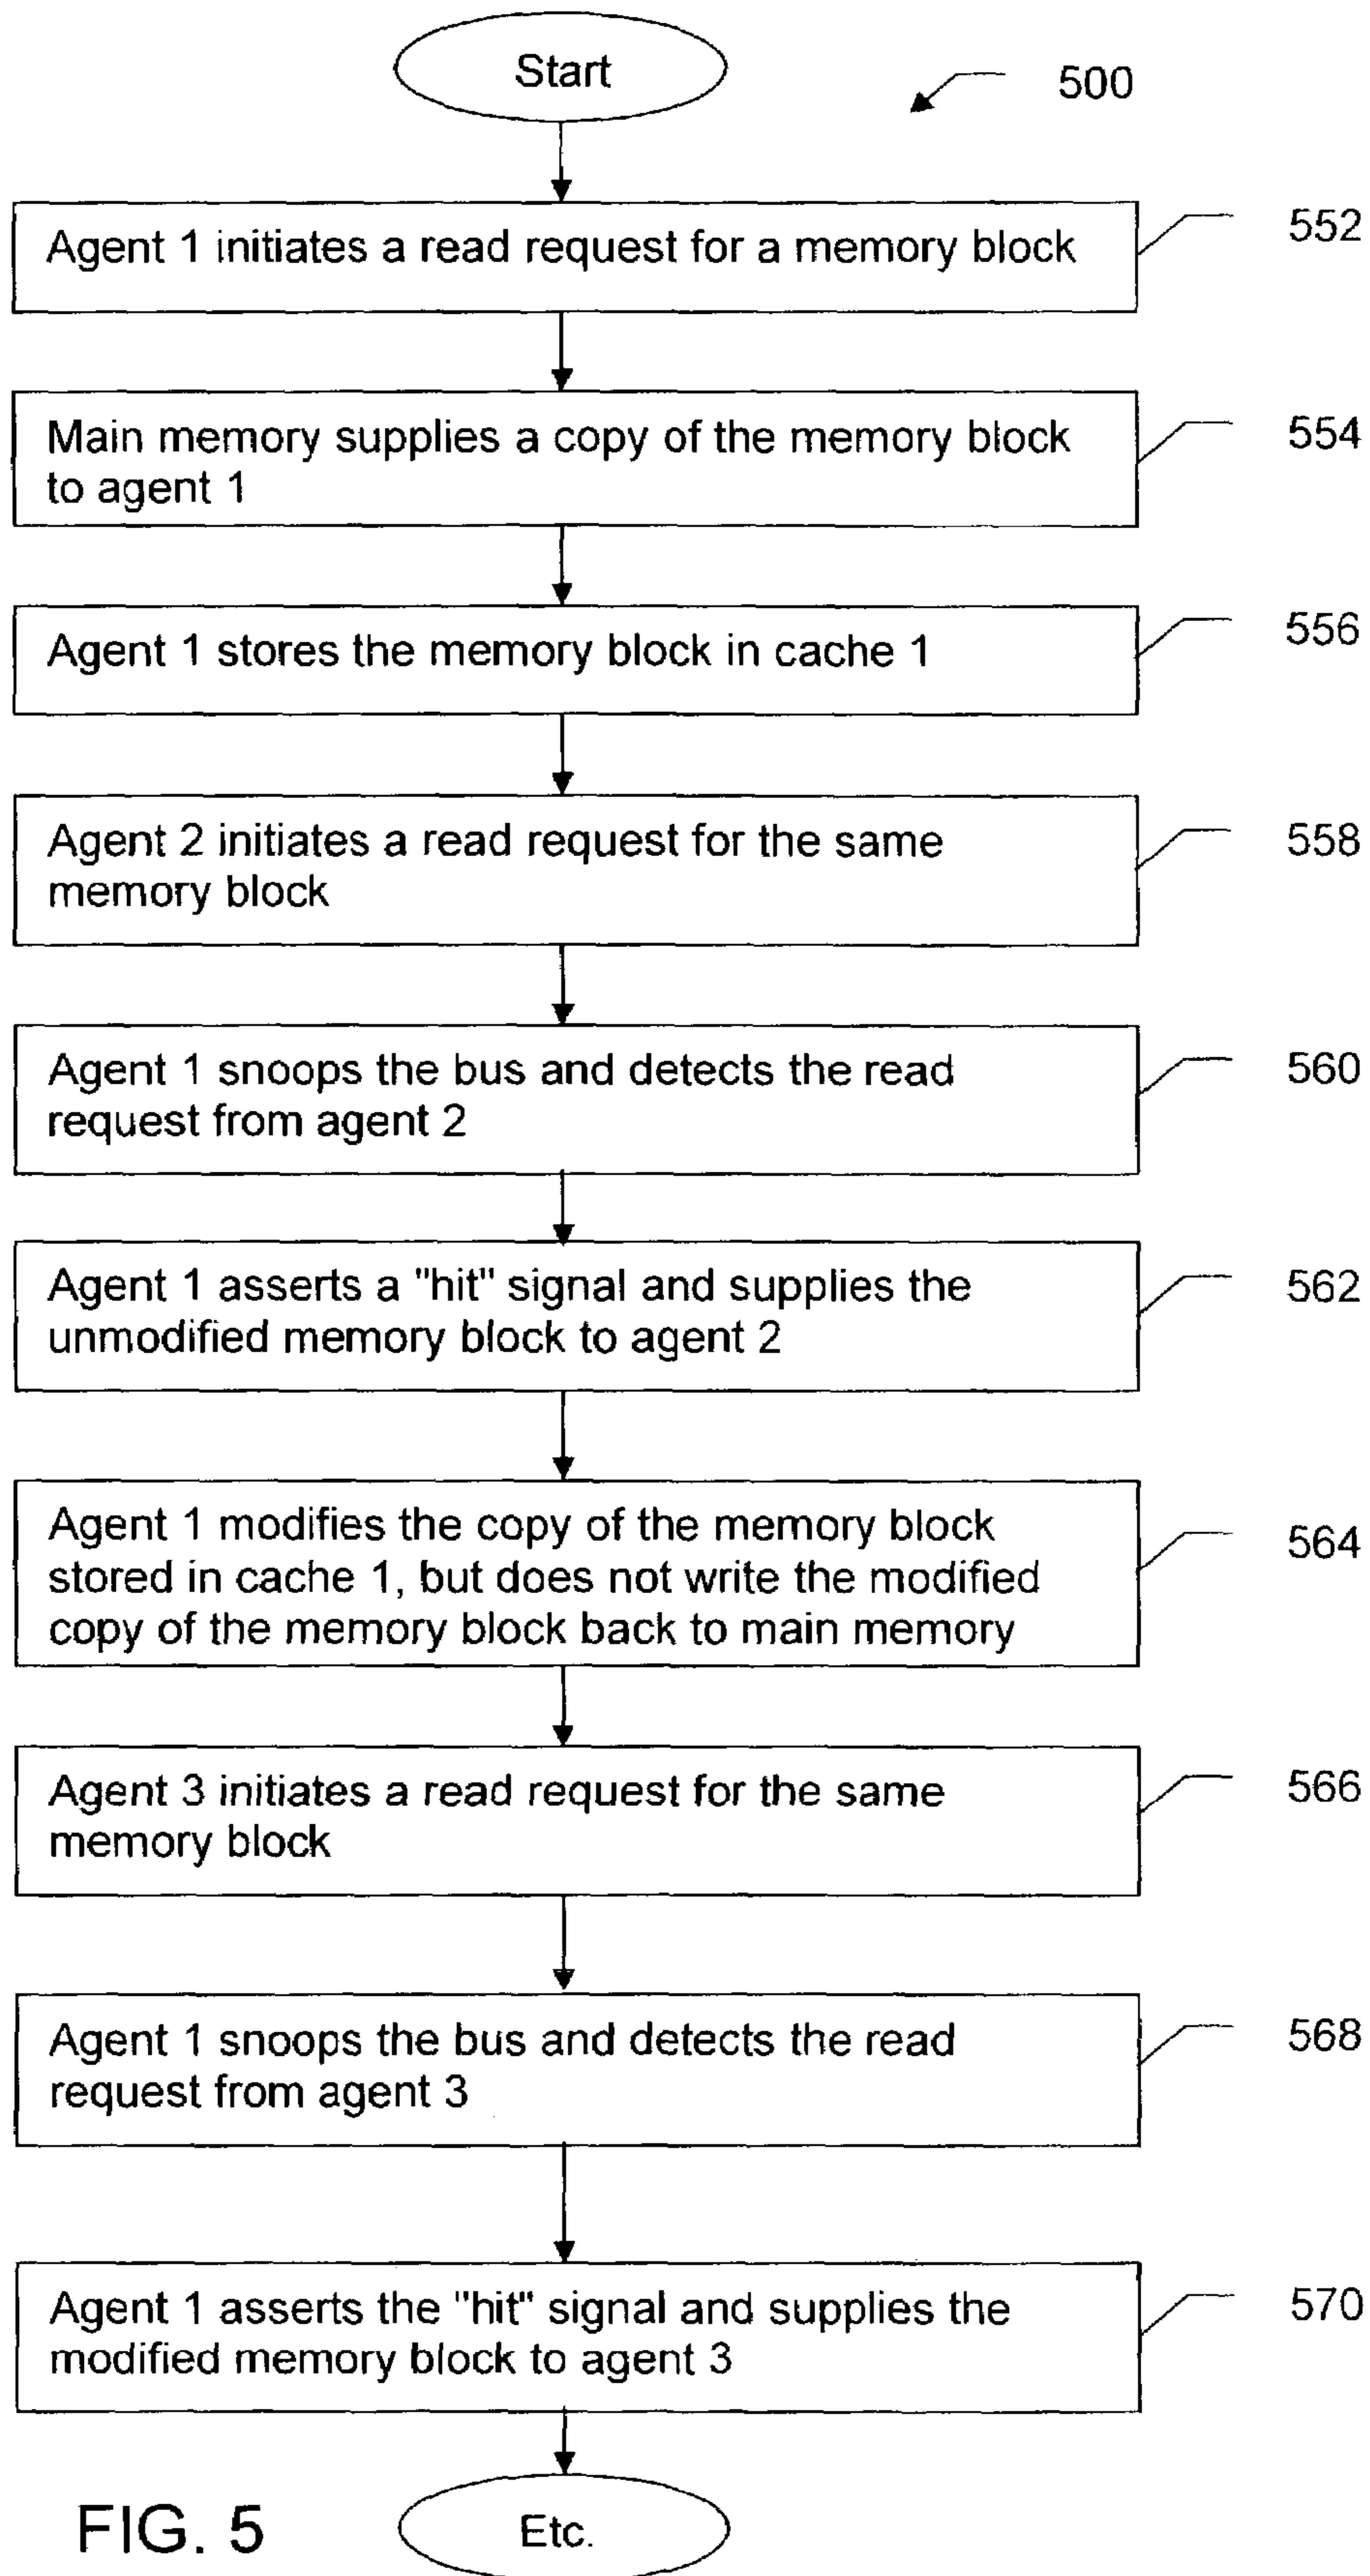 Start
500
Agent 1 initiates a read request for a memory block
552
Main memory supplies a copy of the memory block
to agent 1
554
Agent 1 stores the memory block in cache 1
556
Agent 2 initiates a read request for the same
memory block
558
Agent 1 snoops the bus and detects the read
request from agent 2
560
Agent 1 asserts a "hit" signal and supplies the
unmodified memory block to agent 2
562
Agent 1 modifies the copy of the memory block
stored in cache 1, but does not write the modified
copy of the memory block back to main memory
564
Agent 3 initiates a read request for the same
memory block
566
Agent 1 snoops the bus and detects the read
request from agent 3
568
Agent 1 asserts the "hit" signal and supplies the
modified memory block to agent 3
570
Etc.
FIG. 5